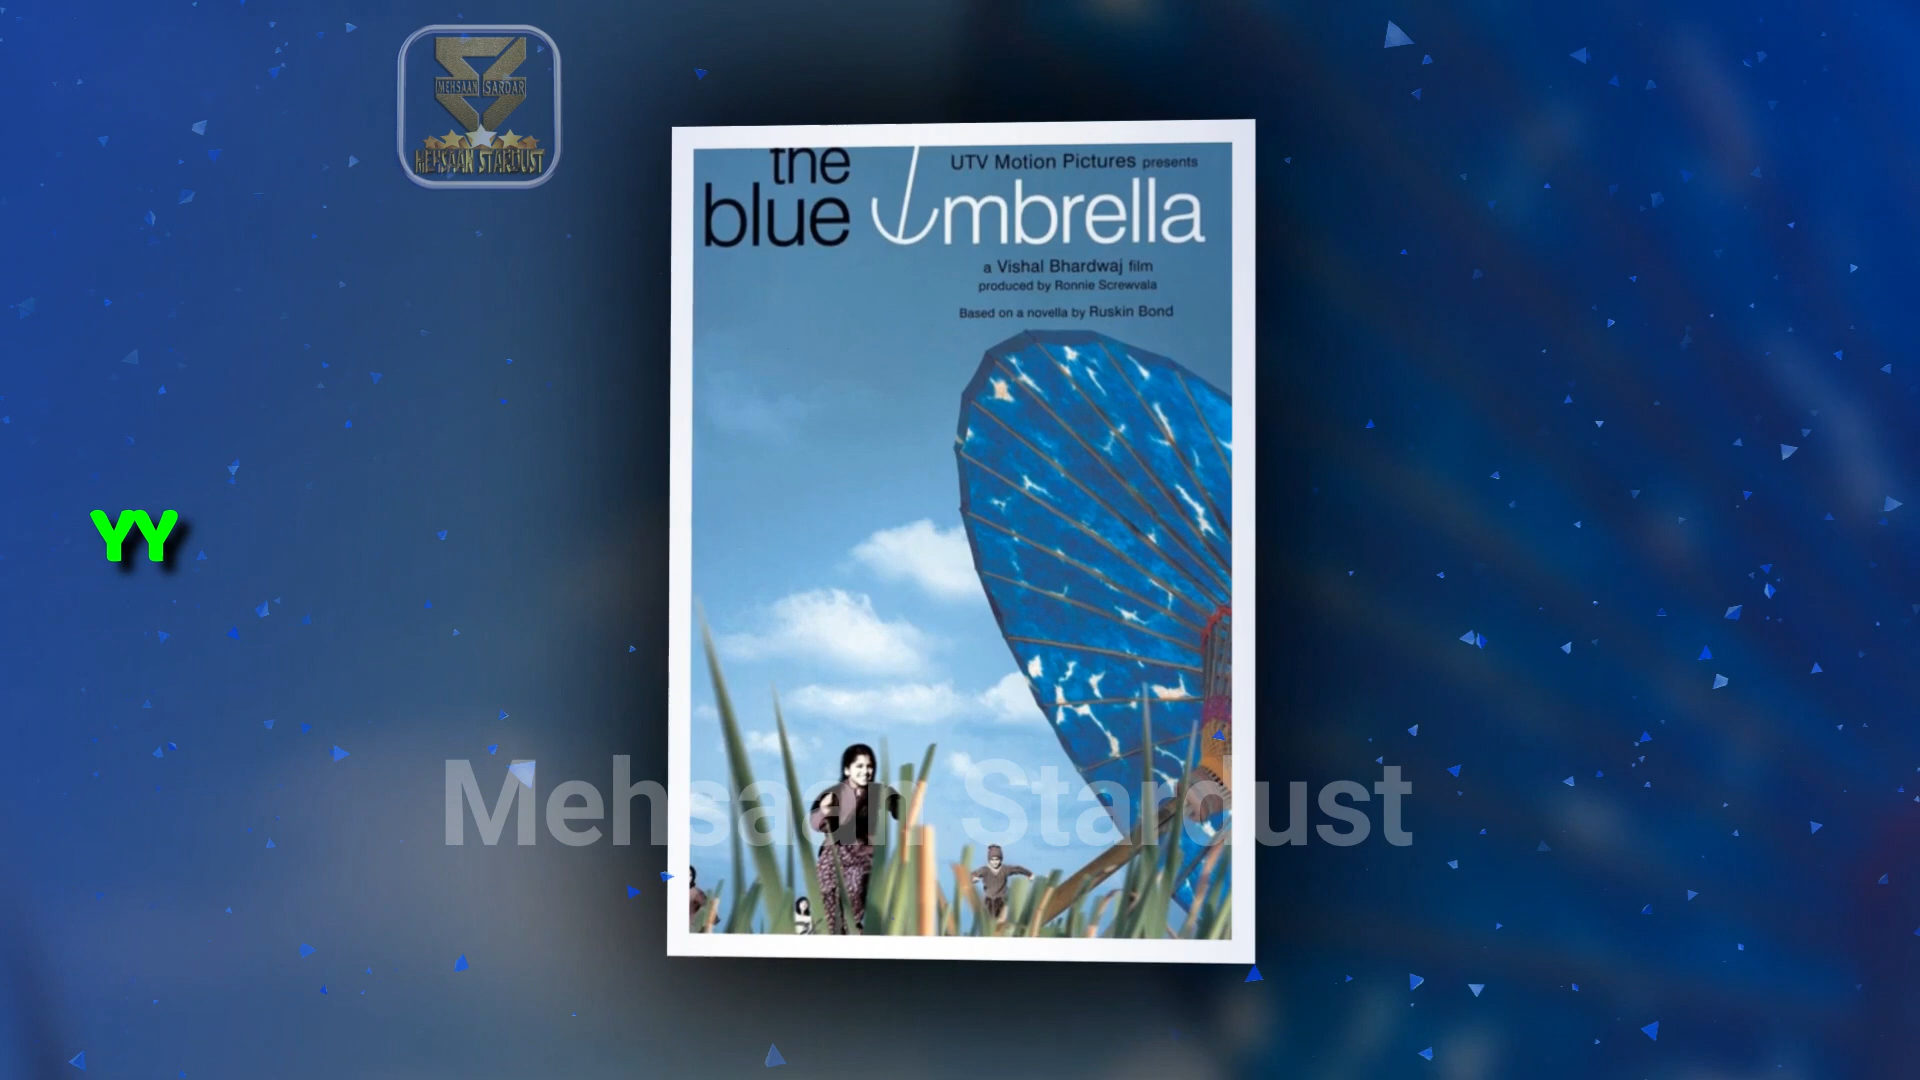 MEHSAAN SARDAR
MEHSAAN STARDUST
the
blue umbrella
UTV Motion Pictures presents
a Vishal Bhardwaj film
produced by Ronnie Screwvala
Based on a novella by Ruskin Bond
YY
Mehsaan Stardust